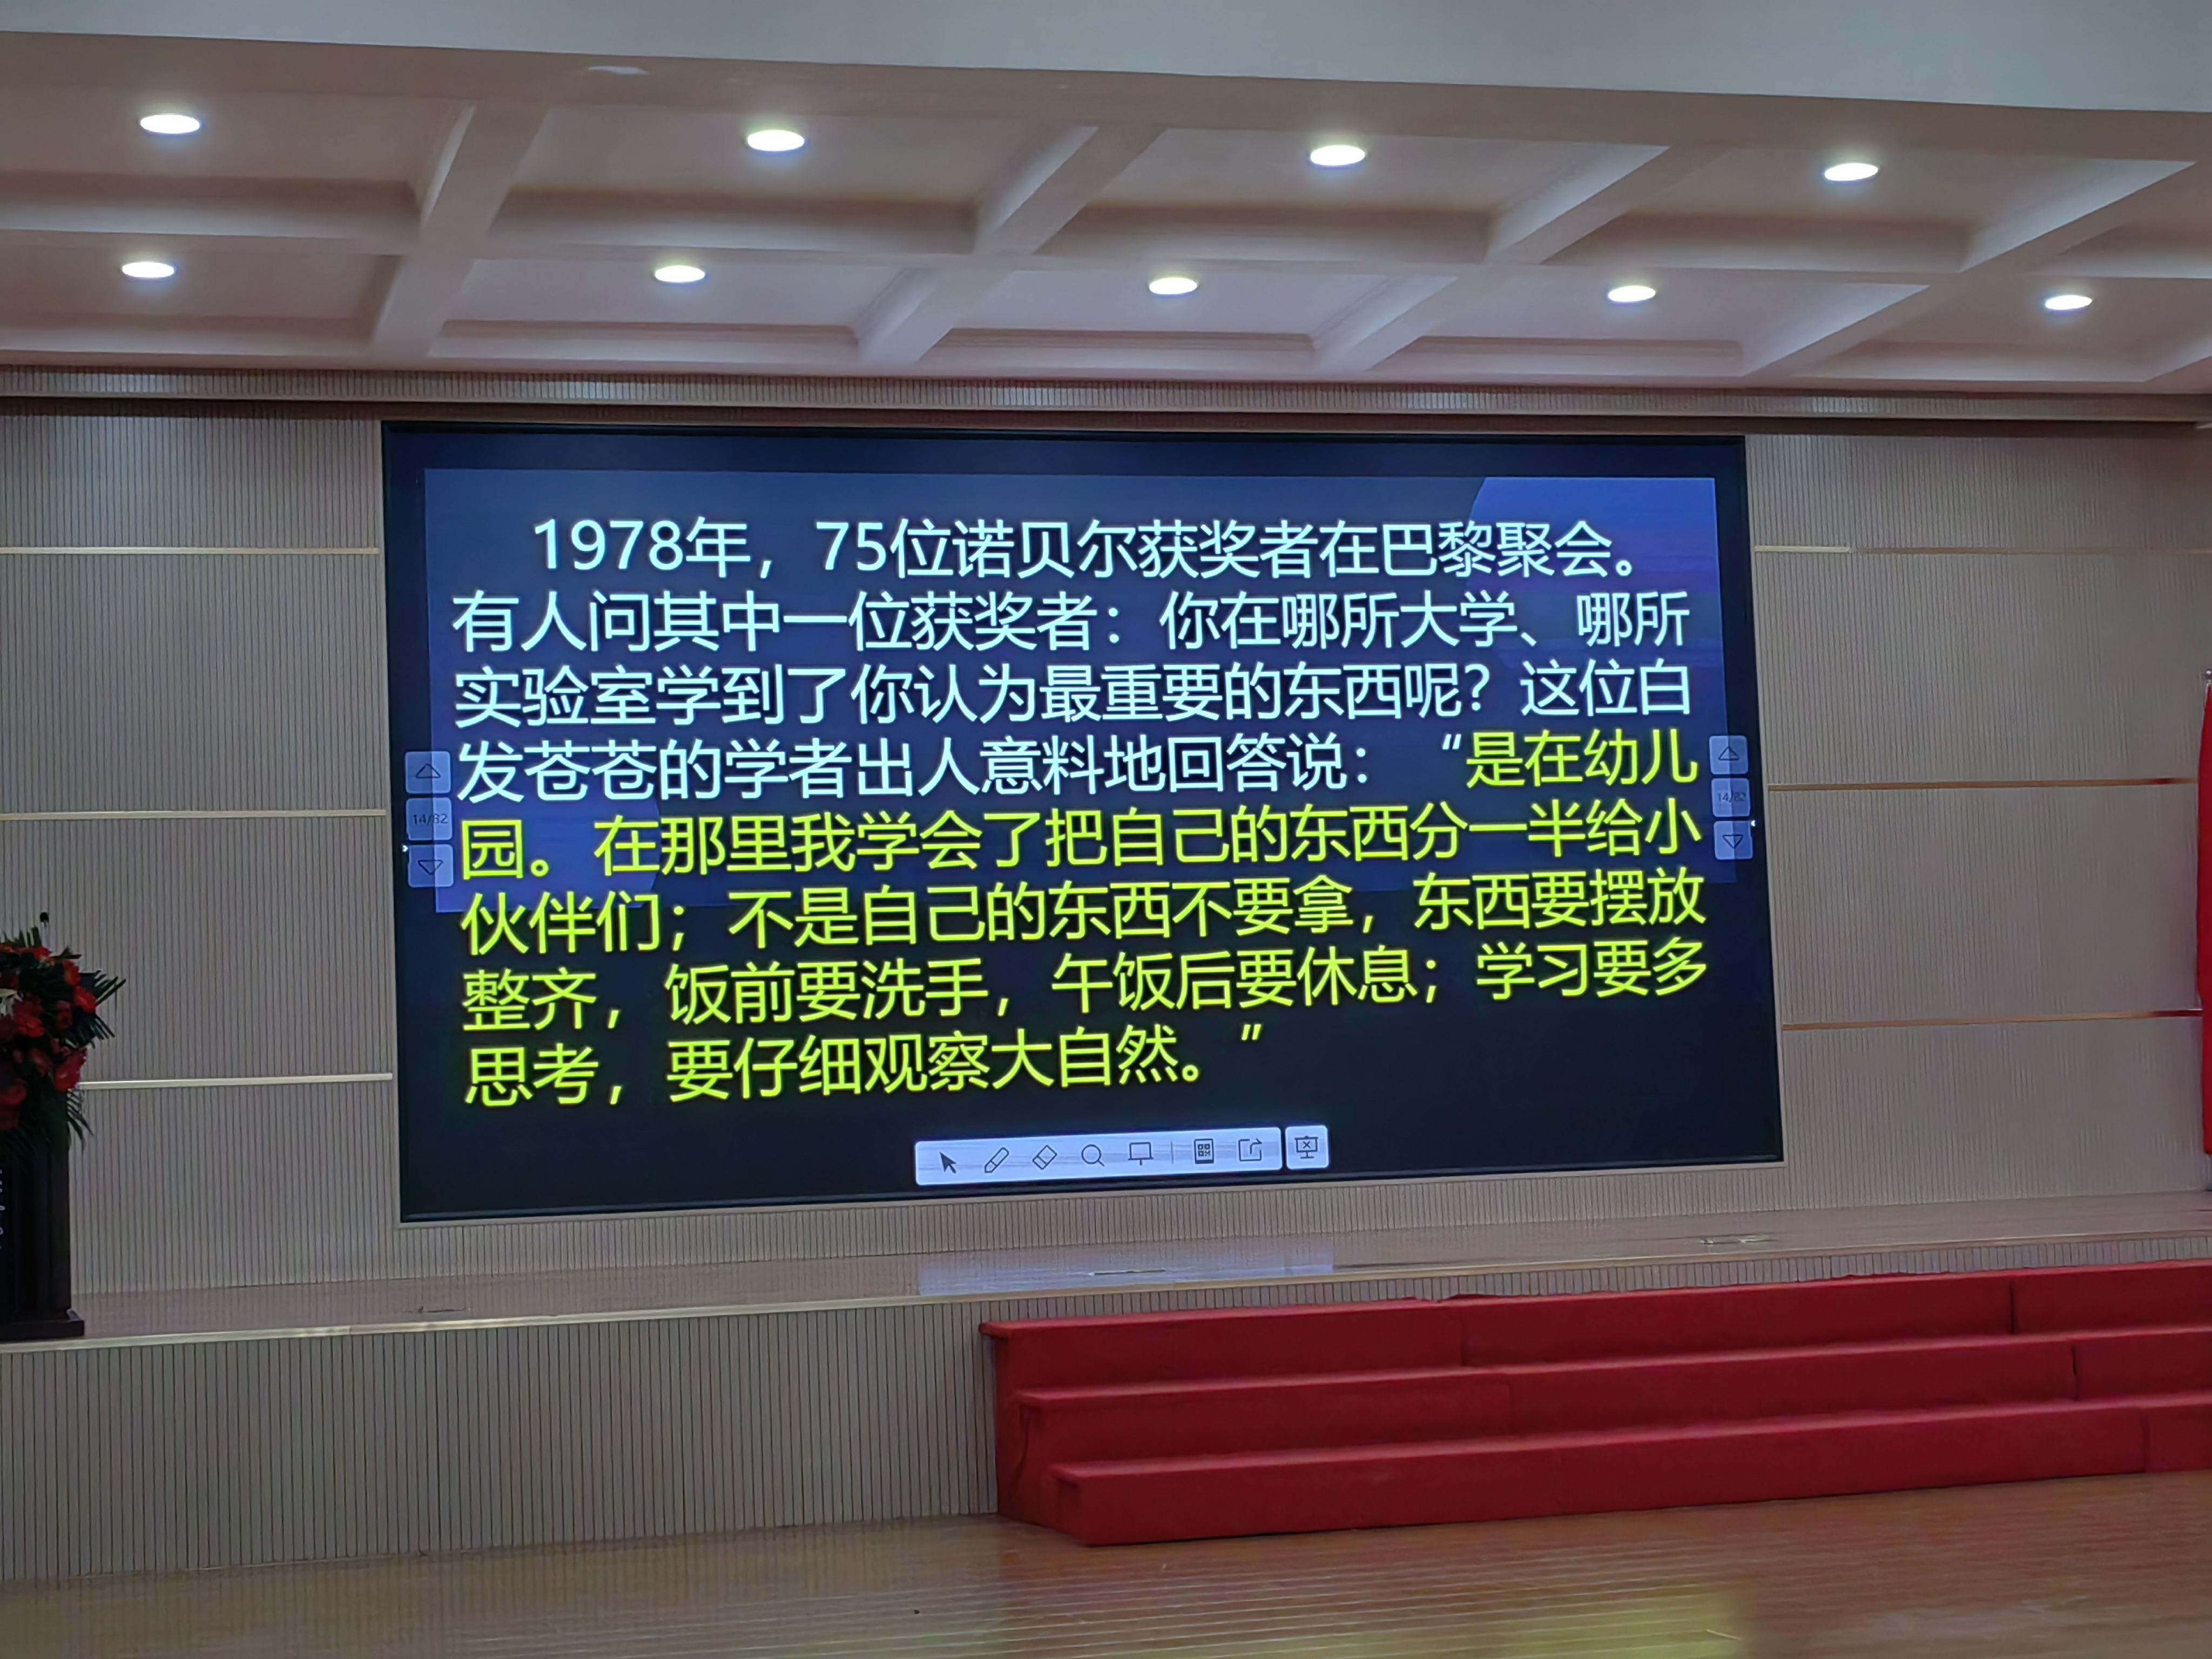 1978年，75位诺贝尔获奖者在巴黎聚会。
有人问其中一位获奖者：你在哪所大学、哪所
实验室学到了你认为最重要的东西呢？这位白
发苍苍的学者出人意料地回答说：“是在幼儿
园。在那里我学会了把自己的东西分一半给小
伙伴们；不是自己的东西不要拿，东西要摆放
整齐，饭前要洗手，午饭后要休息；学习要多
思考，要仔细观察大自然。”
14/82
14/82